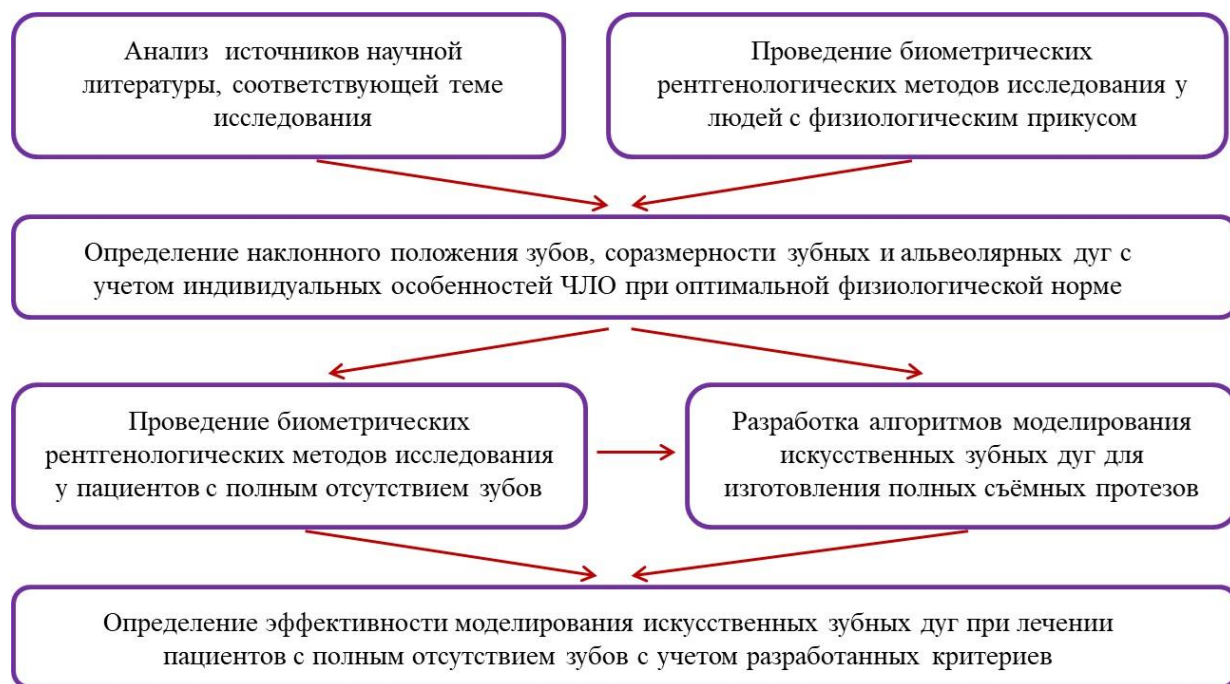 Анализ источников научной
литературы, соответствующей теме
исследования
Проведение биометрических
рентгенологических методов исследования у
людей с физиологическим прикусом
Определение наклонного положения зубов, соразмерности зубных и альвеолярных дуг с
учетом индивидуальных особенностей ЧЛО при оптимальной физиологической норме
Проведение биометрических
рентгенологических методов исследования
у пациентов с полным отсутствием зубов
Разработка алгоритмов моделирования
искусственных зубных дуг для
изготовления полных съёмных протезов
Определение эффективности моделирования искусственных зубных дуг при лечении
пациентов с полным отсутствием зубов с учетом разработанных критериев